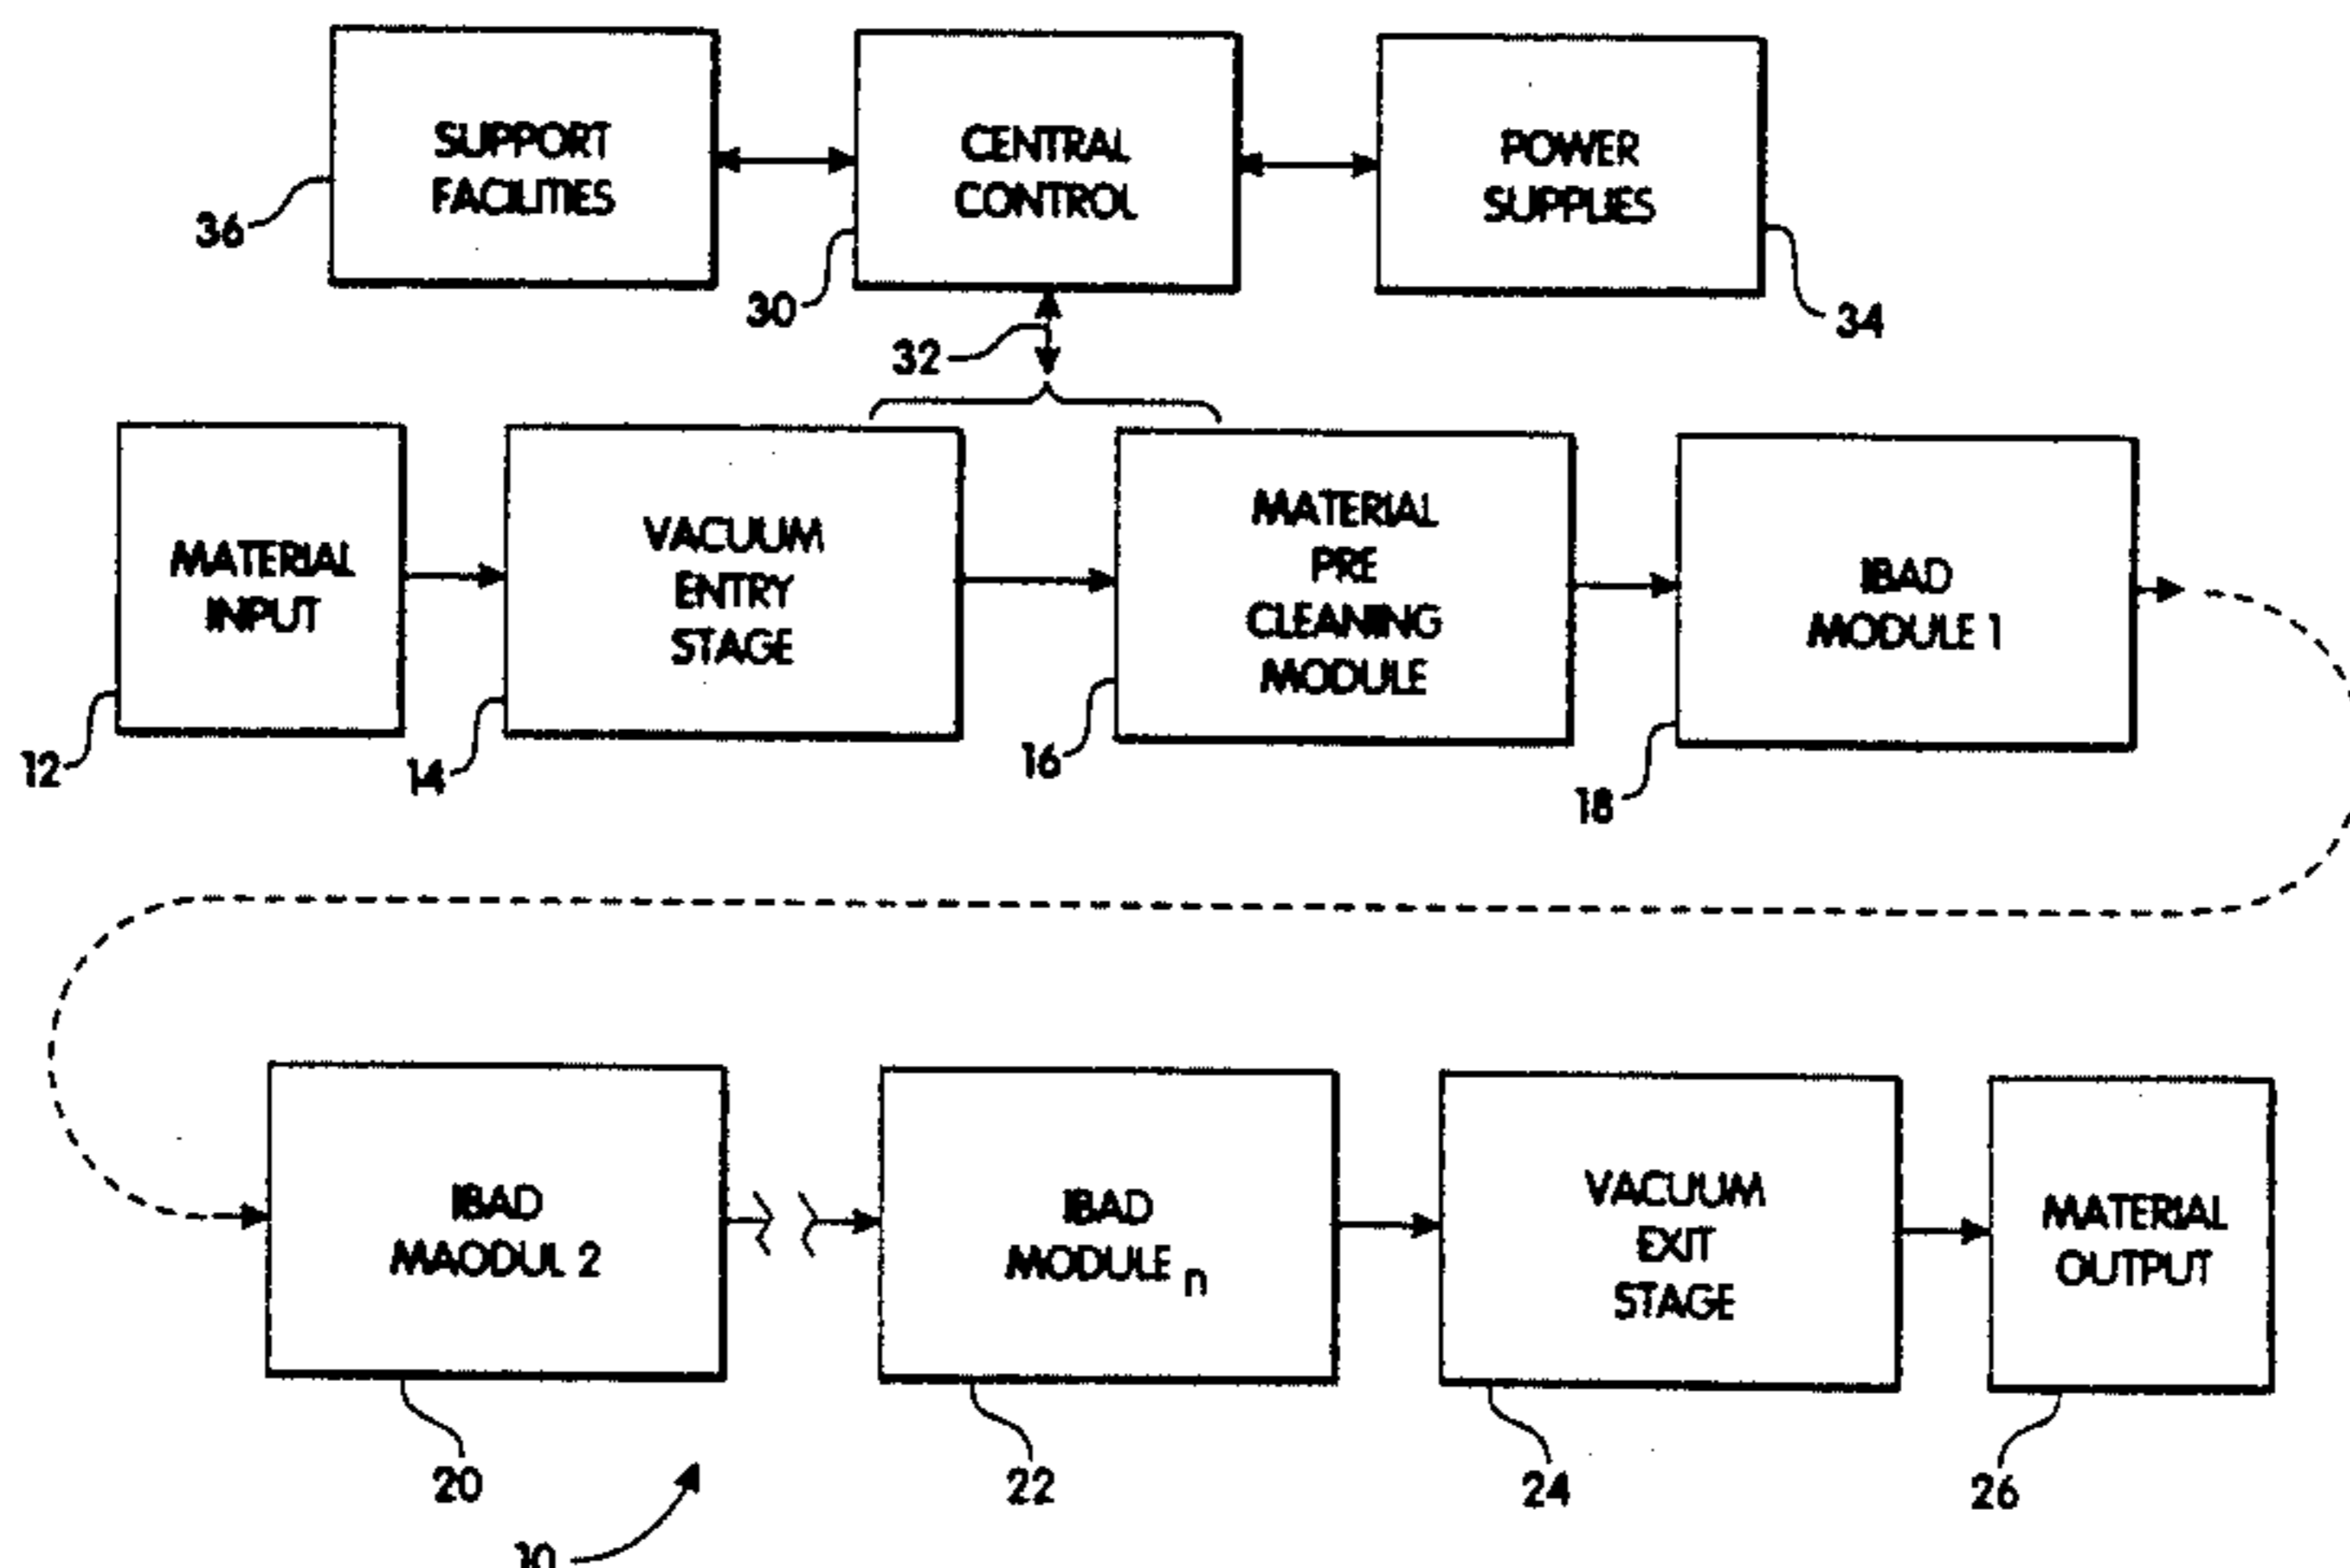 SUPPORT
FACILITIES
36
CENTRAL
CONTROL
30
POWER
SUPPLIES
34
32
MATERIAL
INPUT
12
VACUUM
ENTRY
STAGE
14
MATERIAL
PRE
CLEANING
MODULE
16
IBAD
MODULE 1
18
IBAD
MAODUL 2
20
IBAD
MODULE n
22
VACUUM
EXIT
STAGE
24
MATERIAL
OUTPUT
26
10